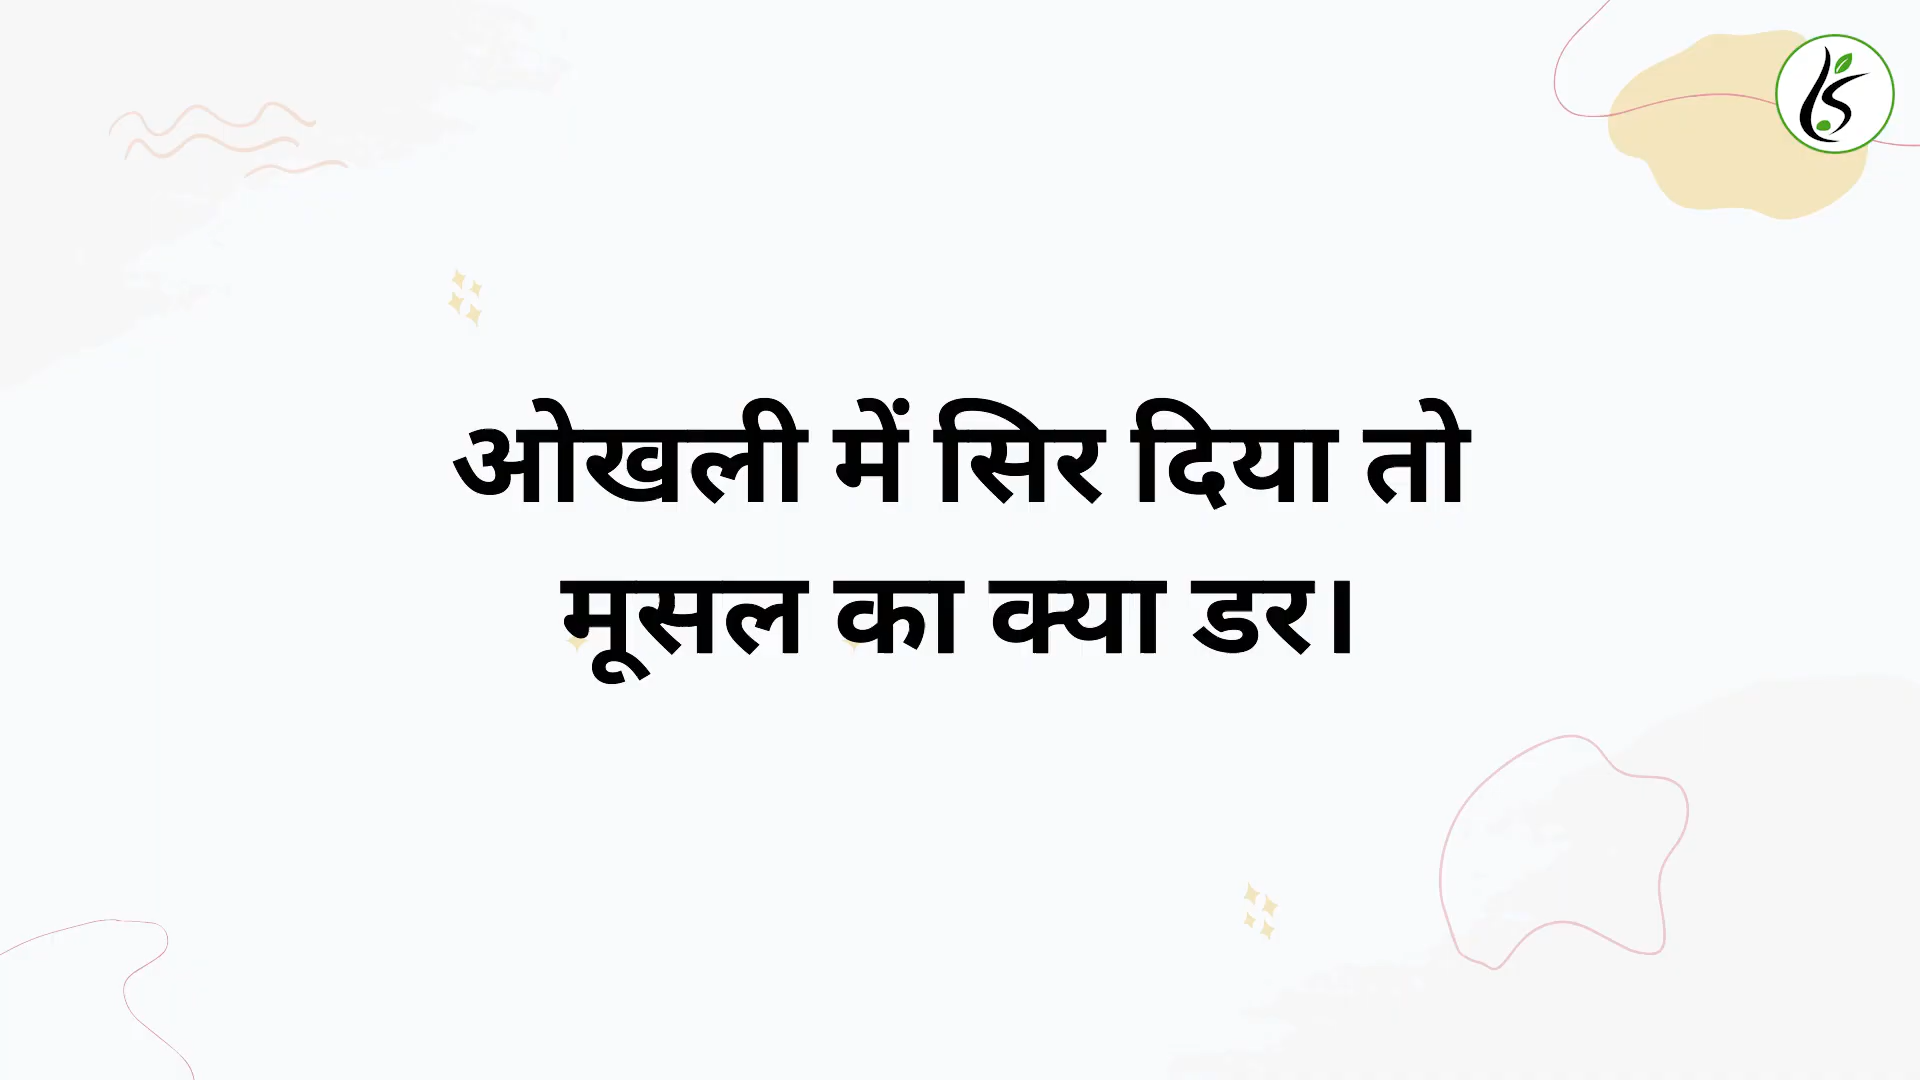 ओखली में सिर दिया तो
मूसल का क्या डर।